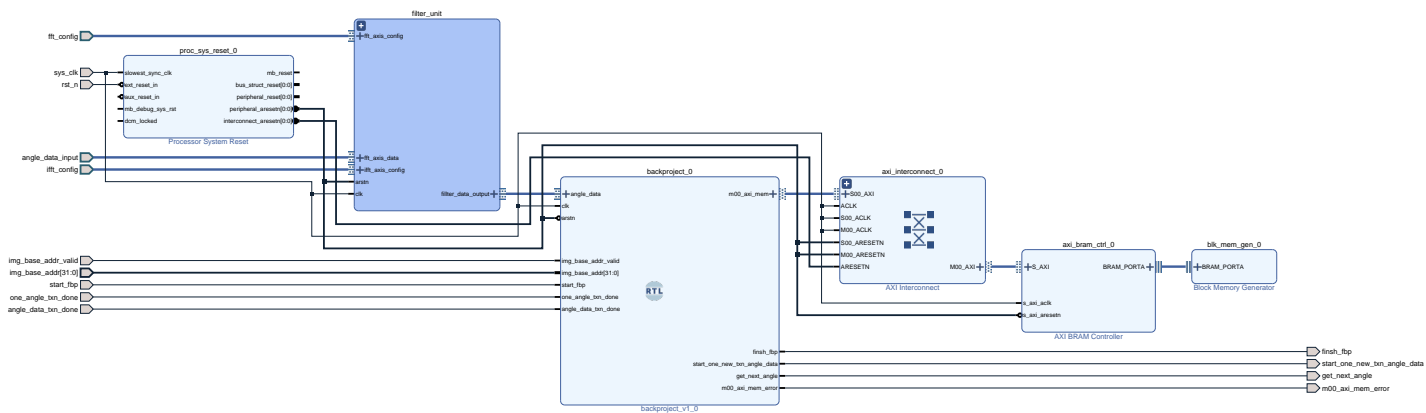 filter_unit
fft_config
fft_axis_config
proc_sys_reset_0
sys_clk
rst_n
slowest_sync_clk
mb_reset
ext_reset_in
bus_struct_reset[0:0]
aux_reset_in
peripheral_reset[0:0]
mb_debug_sys_rst
peripheral_aresetn[0:0]
dcm_locked
interconnect_aresetn[0:0]
Processor System Reset
angle_data_input
fft_axis_data
ifft_config
ifft_axis_config
arstn
clk
filter_data_output
backproject_0
angle_data
m00_axi_mem
clk
arstn
axi_interconnect_0
S00_AXI
ACLK
S00_ACLK
M00_ACLK
S00_ARESETN
M00_ARESETN
ARESETN
M00_AXI
AXI Interconnect
axi_bram_ctrl_0
S_AXI
BRAM_PORTA
s_axi_aclk
s_axi_aresetn
AXI BRAM Controller
blk_mem_gen_0
BRAM_PORTA
Block Memory Generator
img_base_addr_valid
img_base_addr_valid
img_base_addr[31:0]
img_base_addr[31:0]
start_fbp
start_fbp
one_angle_txn_done
one_angle_txn_done
angle_data_txn_done
angle_data_txn_done
RTL
finsh_fbp
finsh_fbp
start_one_new_txn_angle_data
start_one_new_txn_angle_data
get_next_angle
get_next_angle
m00_axi_mem_error
m00_axi_mem_error
backproject_v1_0